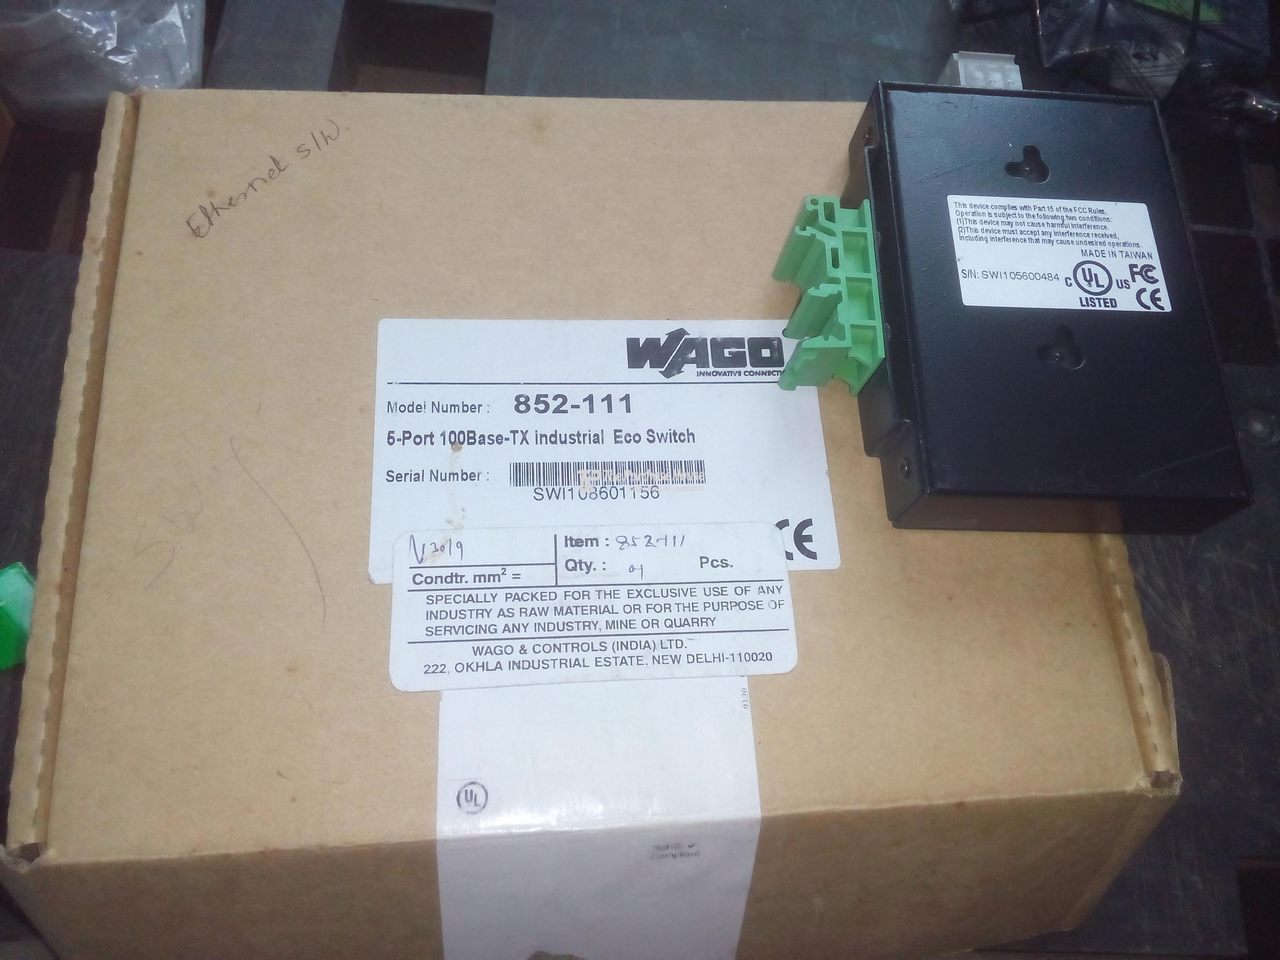 Ethernet S/W.
WAGO
INNOVATIVE CONNECTI
Model Number : 852-111
5-Port 100Base-TX Industrial Eco Switch
Serial Number :
SWI108601156
CE
Item : 852-111
Condtr. mm² =
Qty. : 01 Pcs.
SPECIALLY PACKED FOR THE EXCLUSIVE USE OF ANY
INDUSTRY AS RAW MATERIAL OR FOR THE PURPOSE OF
SERVICING ANY INDUSTRY, MINE OR QUARRY
WAGO & CONTROLS (INDIA) LTD.
222, OKHLA INDUSTRIAL ESTATE, NEW DELHI-110020
UL
RoHS
Compliant
This device complies with Part 15 of the FCC Rules.
Operation is subject to the following two conditions:
(1)This device may not cause harmful interference.
(2)This device must accept any interference received,
including interference that may cause undesired operations.
MADE IN TAIWAN
S/N: SWI105600484
C UL US FC
LISTED CE